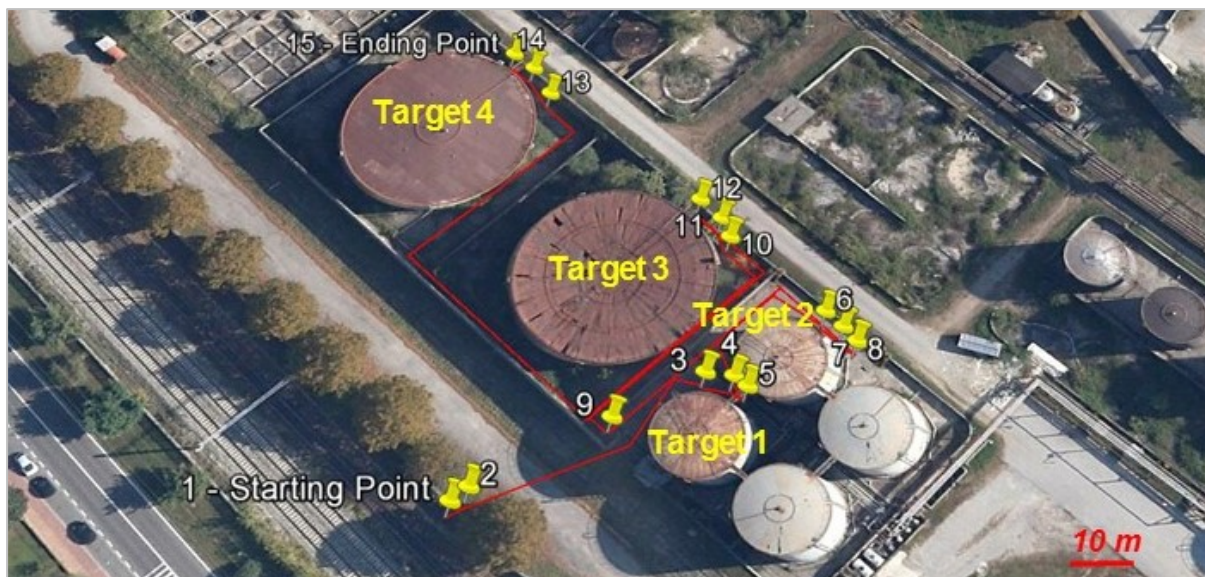 15 - Ending Point
14
13
Target 4
12
11
10
Target 3
Target 2
6
7
8
3
4
5
9
Target 1
1 - Starting Point
2
10 m